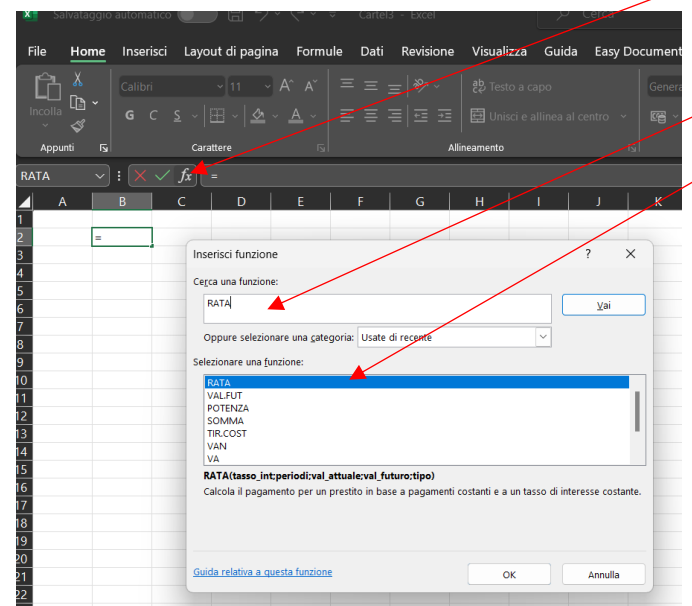 Salvataggio automatico Cartel3 - Excel Cerca
File Home Inserisci Layout di pagina Formule Dati Revisione Visualizza Guida Easy Document
Incolla Calibri 11 A^ A˅ ab Testo a capo Genera
G C S A Unisci e allinea al centro
Appunti Carattere Allineamento
RATA fx =
A B C D E F G H I J K
1
2 =
3
4
5
6
7
8
9
10
11
12
13
14
15
16
17
18
19
20
21
22
Inserisci funzione ? X
Cerca una funzione:
RATA
Vai
Oppure selezionare una categoria: Usate di recente
Selezionare una funzione:
RATA
VAL.FUT
POTENZA
SOMMA
TIR.COST
VAN
VA
RATA(tasso_int;periodi;val_attuale;val_futuro;tipo)
Calcola il pagamento per un prestito in base a pagamenti costanti e a un tasso di interesse costante.
Guida relativa a questa funzione OK Annulla